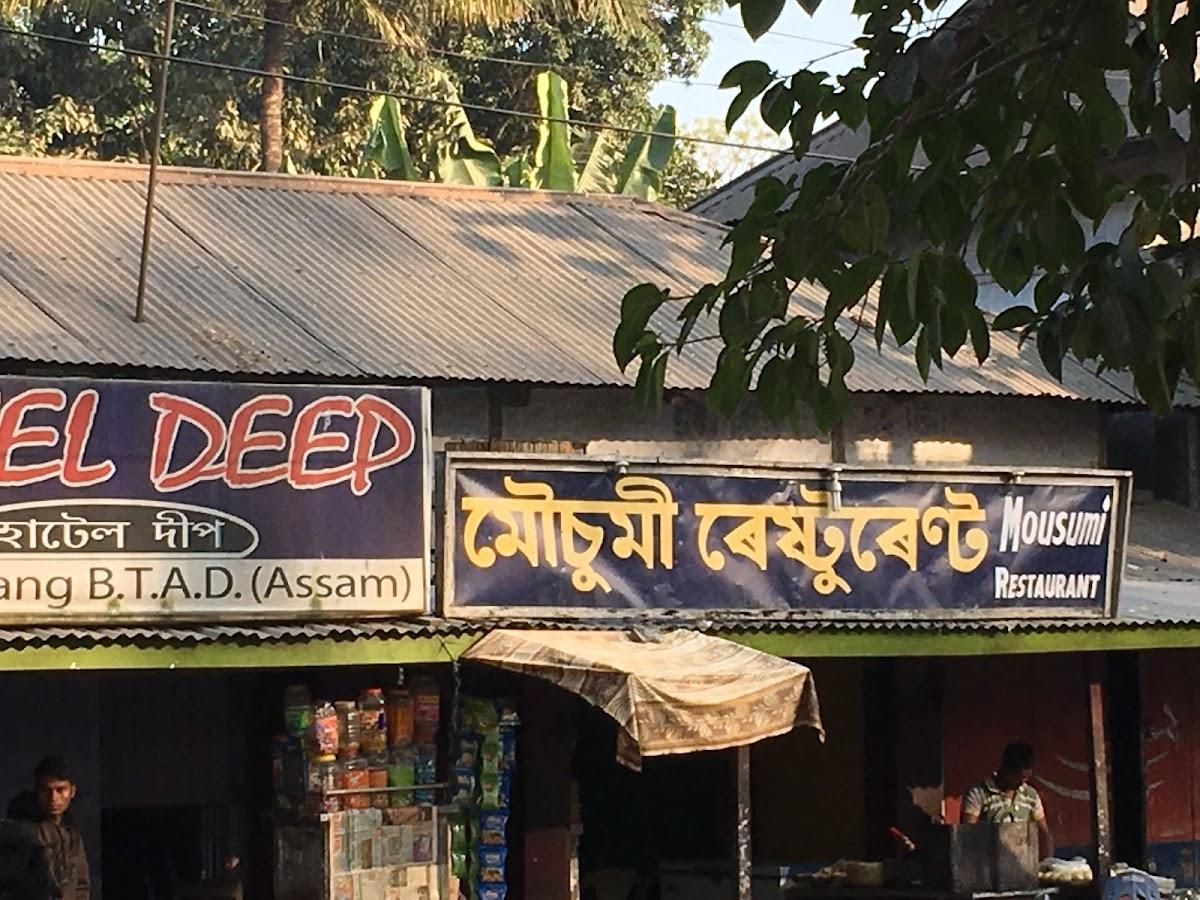 EL DEEP
হোটেল দীপ
ang B.T.A.D. (Assam)
মৌচুমী ৰেষ্টুৰেণ্ট
Mousumi
RESTAURANT